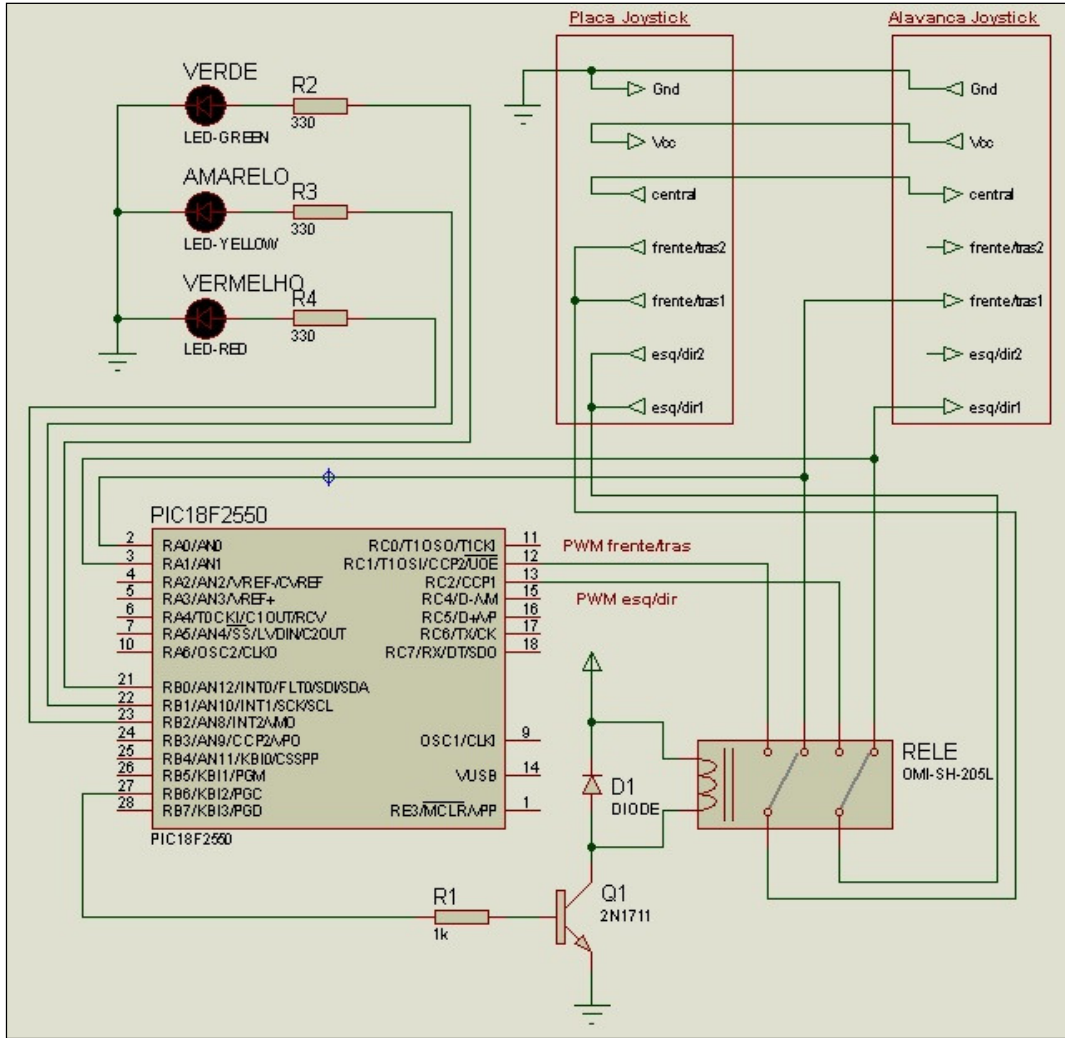 Placa Joystick
Alavanca Joystick
VERDE
R2
330
LED-GREEN
AMARELO
R3
330
LED-YELLOW
VERMELHO
R4
330
LED-RED
Gnd
Vcc
central
frente/tras2
frente/tras1
esq/dir2
esq/dir1
Gnd
Vcc
central
frente/tras2
frente/tras1
esq/dir2
esq/dir1
PIC18F2550
2 RA0/AN0
3 RA1/AN1
4 RA2/AN2/VREF-/CVREF
5 RA3/AN3/VREF+
6 RA4/T0CKI/C1OUT/RCV
7 RA5/AN4/SS/LVDIN/C2OUT
10 RA6/OSC2/CLKO
21 RB0/AN12/INT0/FLT0/SDI/SDA
22 RB1/AN10/INT1/SCK/SCL
23 RB2/AN8/INT2/VMO
24 RB3/AN9/CCP2/VPO
25 RB4/AN11/KBI0/CSSPP
26 RB5/KBI1/PGM
27 RB6/KBI2/PGC
28 RB7/KBI3/PGD
RC0/T1OSO/T1CKI 11
RC1/T1OSI/CCP2/UOE 12
RC2/CCP1 13
RC4/D-/VM 15
RC5/D+/VP 16
RC6/TX/CK 17
RC7/RX/DT/SDO 18
OSC1/CLKI 9
VUSB 14
RE3/MCLR/VPP 1
PIC18F2550
PWM frente/tras
PWM esq/dir
D1
DIODE
RELE
OMI-SH-205L
R1
1k
Q1
2N1711